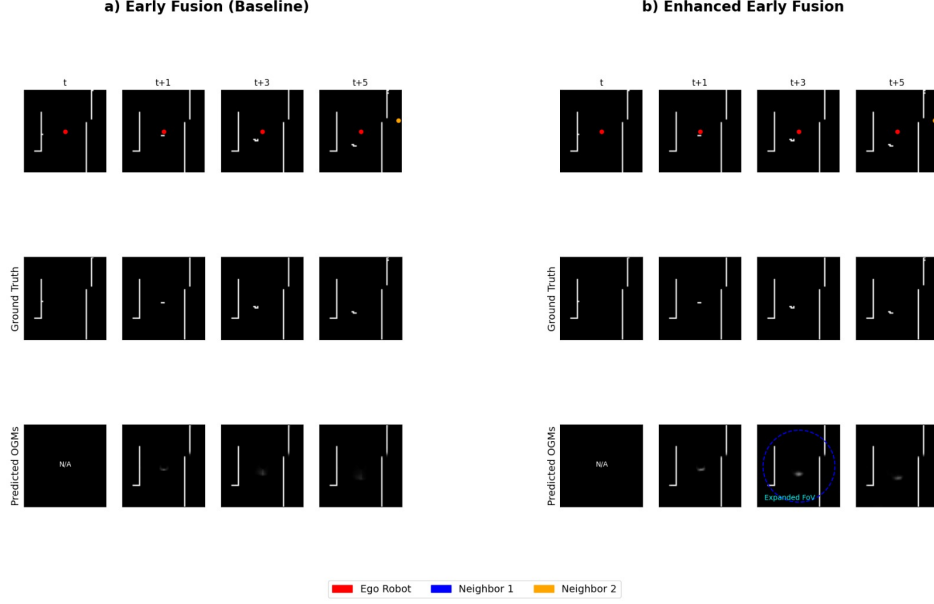 a) Early Fusion (Baseline)
b) Enhanced Early Fusion
t
t+1
t+3
t+5
t
t+1
t+3
t+5
Ground Truth
Ground Truth
Predicted OGMs
N/A
Predicted OGMs
N/A
Expanded FoV
Ego Robot
Neighbor 1
Neighbor 2